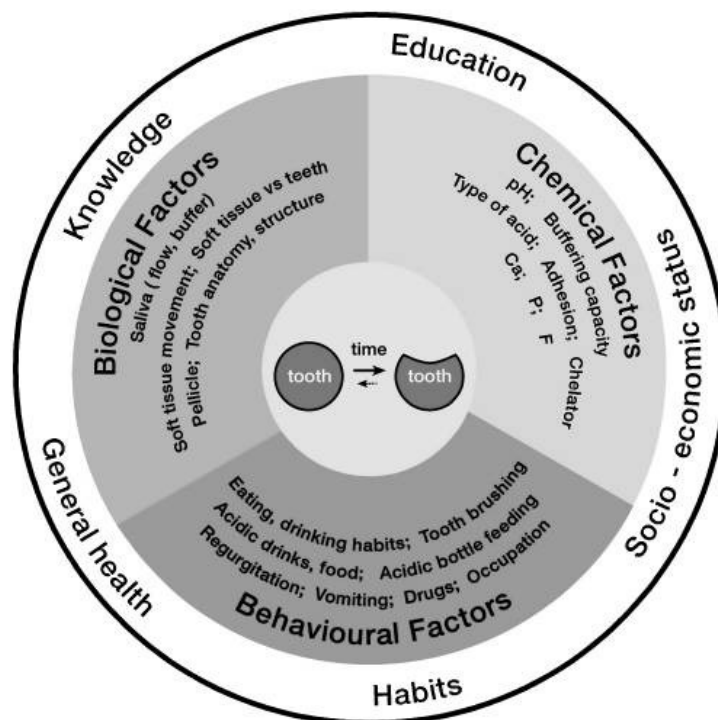 Education
Knowledge
Socio - economic status
General health
Habits
Biological Factors
Saliva ( flow, buffer)
Soft tissue movement; Soft tissue vs teeth
Pellicle; Tooth anatomy, structure
Chemical Factors
pH; Buffering capacity
Type of acid; Adhesion; Chelator
Ca; P; F
time
tooth
tooth
Eating, drinking habits; Tooth brushing
Acidic drinks, food; Acidic bottle feeding
Regurgitation; Vomiting; Drugs; Occupation
Behavioural Factors